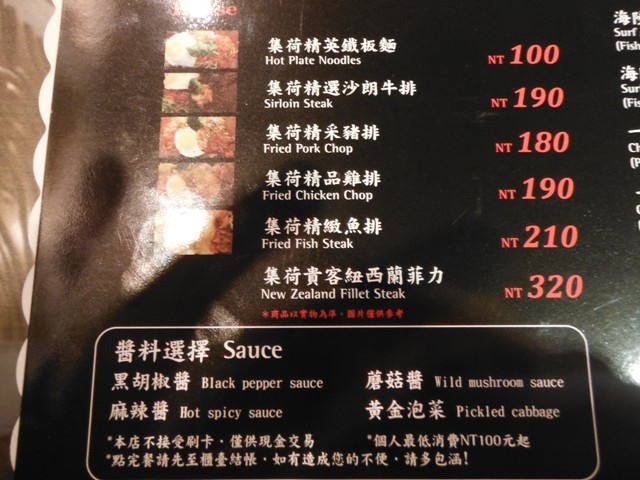 集荷精英鐵板麵
Hot Plate Noodles NT 100
集荷精選沙朗牛排
Sirloin Steak NT 190
集荷精采豬排
Fried Pork Chop NT 180
集荷精品雞排
Fried Chicken Chop NT 190
集荷精緻魚排
Fried Fish Steak NT 210
集荷貴客紐西蘭菲力
New Zealand Fillet Steak NT 320
*商品以實物為準，圖片僅供參考
醬料選擇 Sauce
黑胡椒醬 Black pepper sauce 蘑菇醬 Wild mushroom sauce
麻辣醬 Hot spicy sauce 黃金泡菜 Pickled cabbage
*本店不接受刷卡，僅供現金交易 *個人最低消費NT100元起
*點完餐請先至櫃臺結帳，如有造成您的不便，請多包涵!
海
Surf
(Fish
海
Sur
(Fis